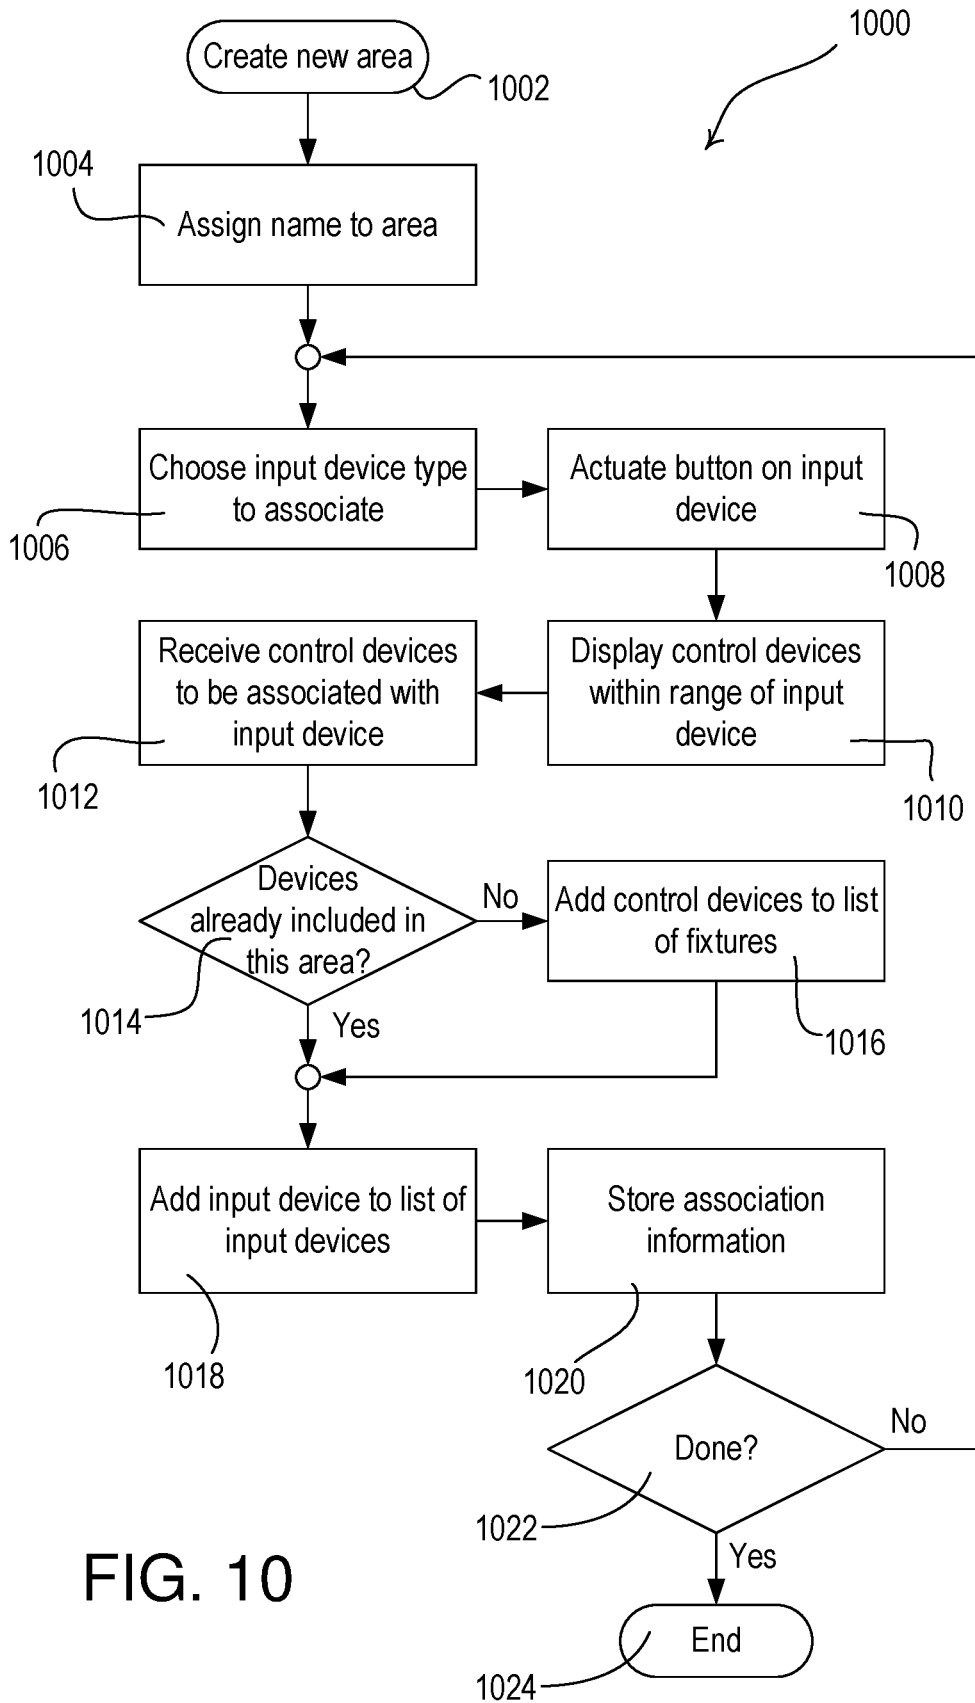 1000
Create new area
1002
1004
Assign name to area
Choose input device type
to associate
1006
Actuate button on input
device
1008
Receive control devices
to be associated with
input device
1012
Display control devices
within range of input
device
1010
Devices
already included in
this area?
1014
No
Yes
Add control devices to list
of fixtures
1016
Add input device to list of
input devices
1018
Store association
information
1020
Done?
1022
No
Yes
End
1024
FIG. 10